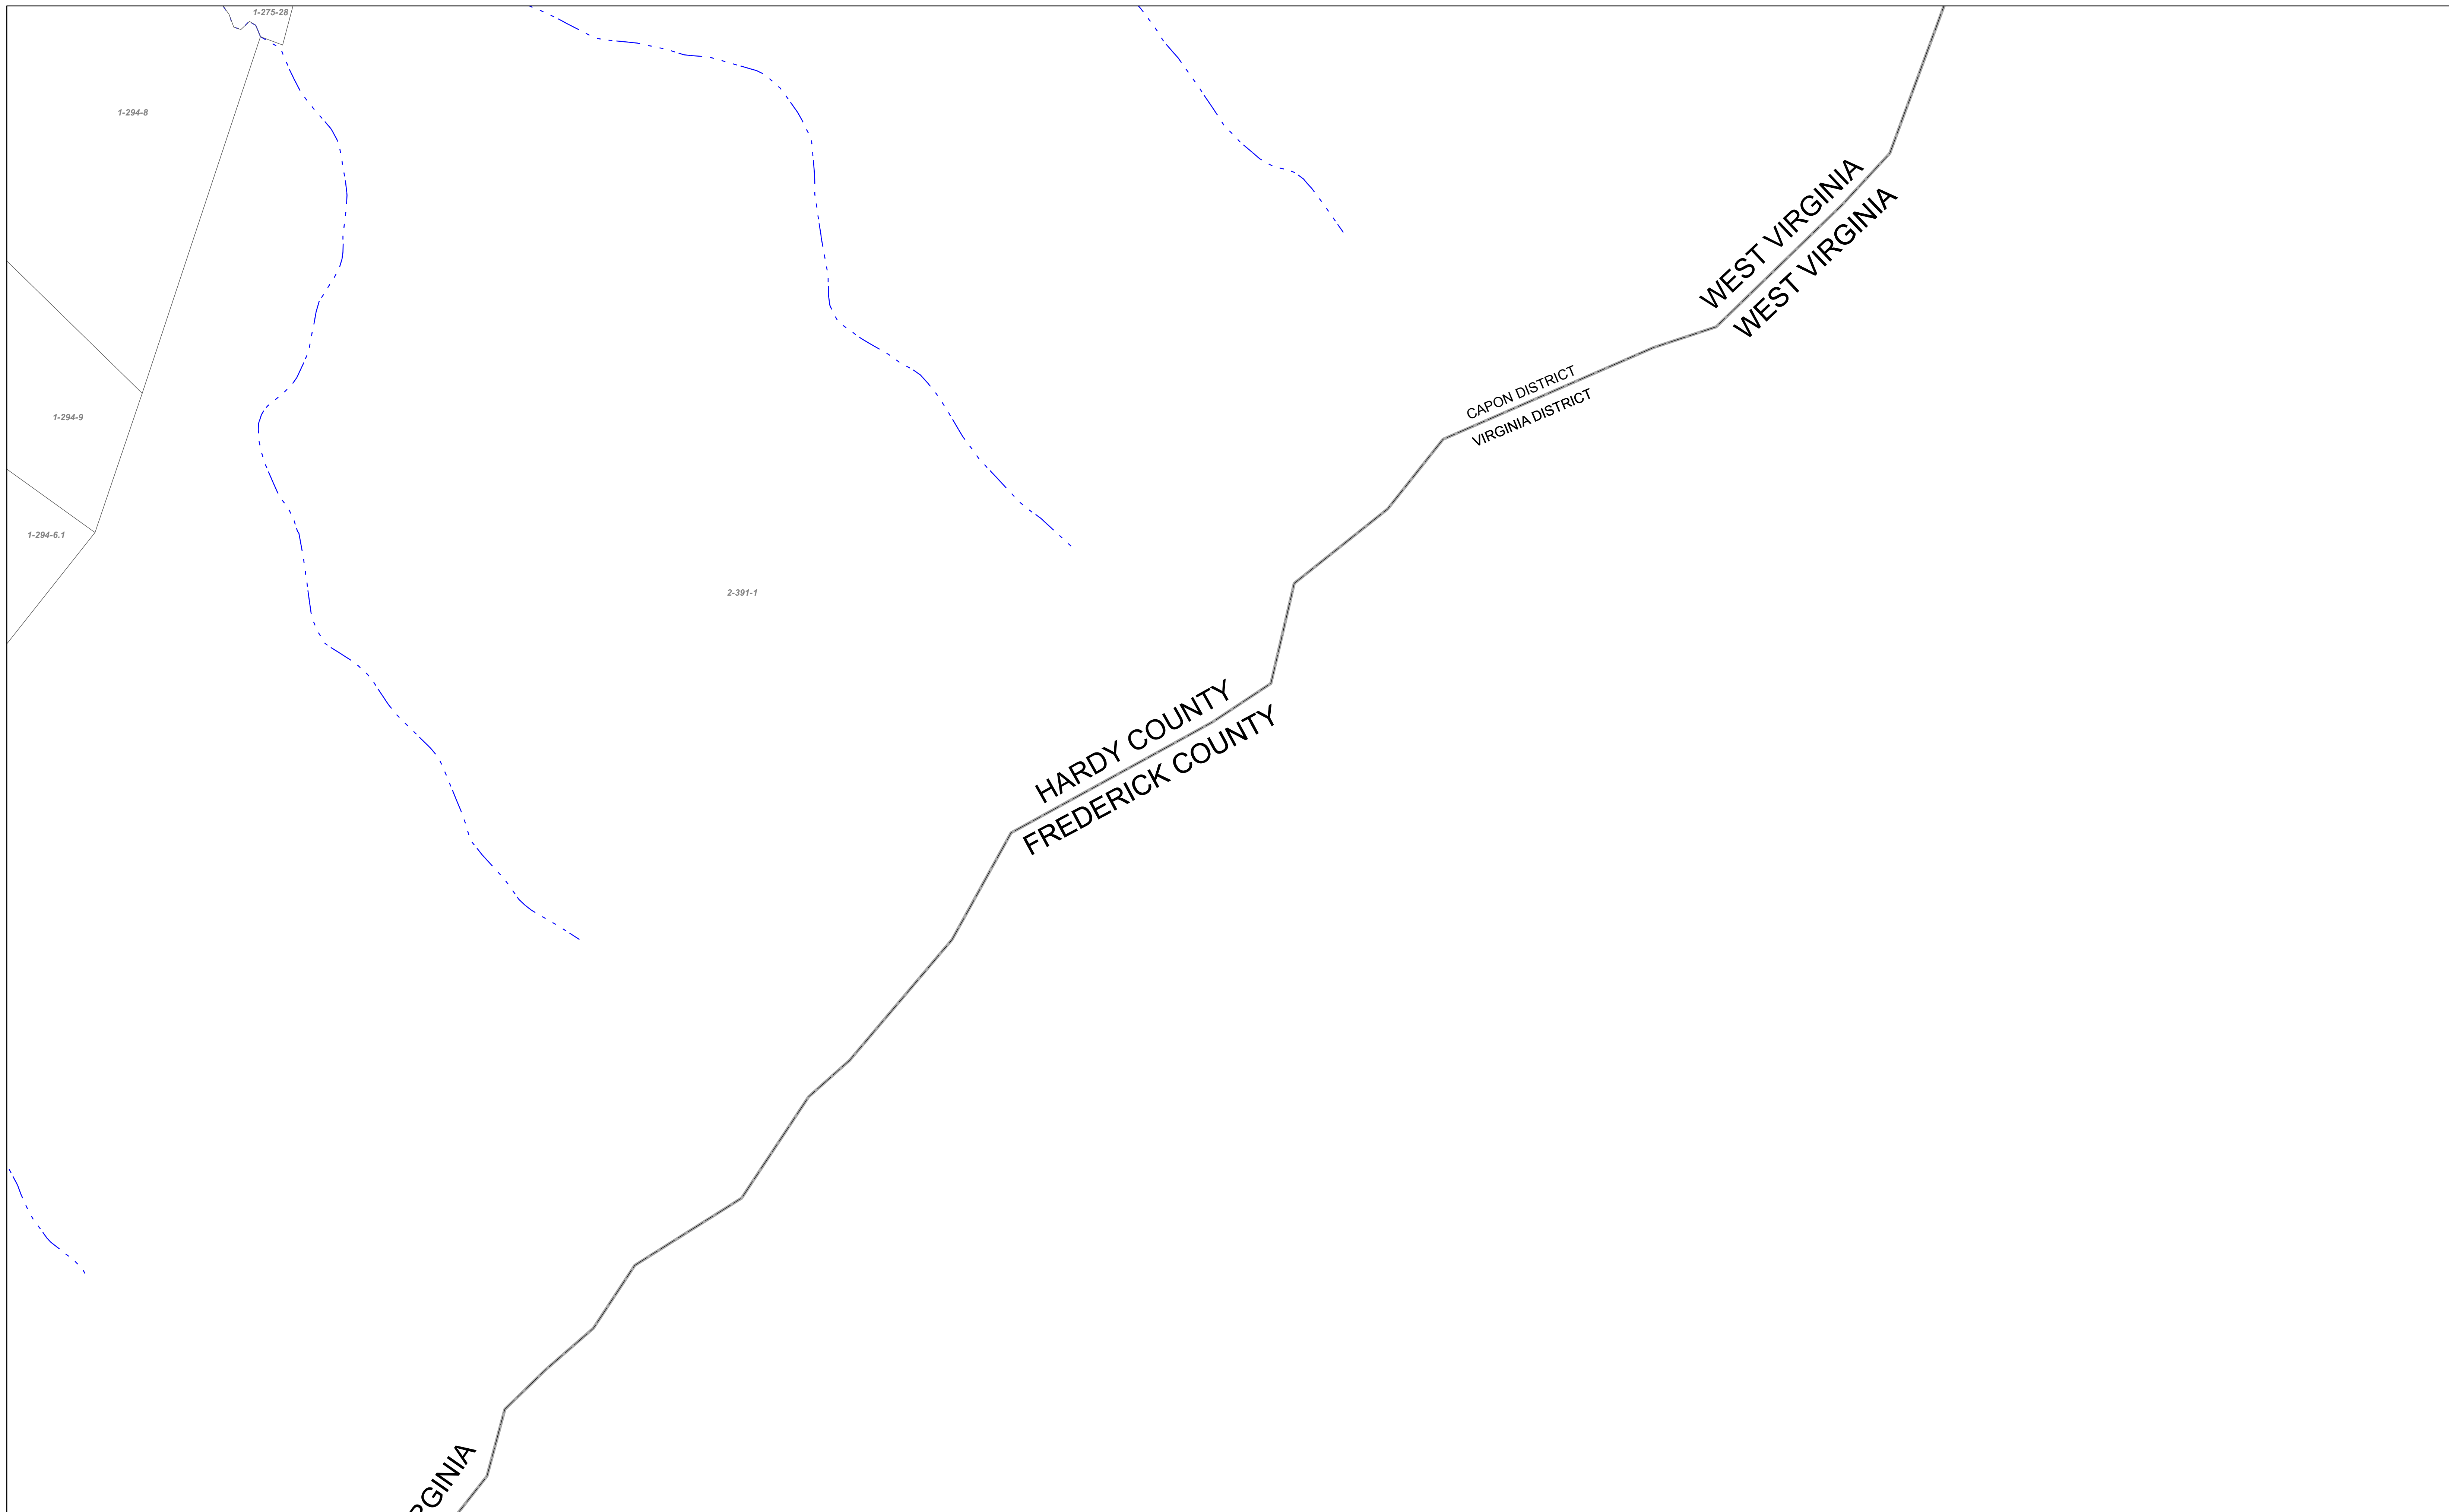 1-275-28
1-294-8
WEST VIRGINIA
WEST VIRGINIA
CAPON DISTRICT
VIRGINIA DISTRICT
1-294-9
1-294-6.1
2-391-1
HARDY COUNTY
FREDERICK COUNTY
RGINIA